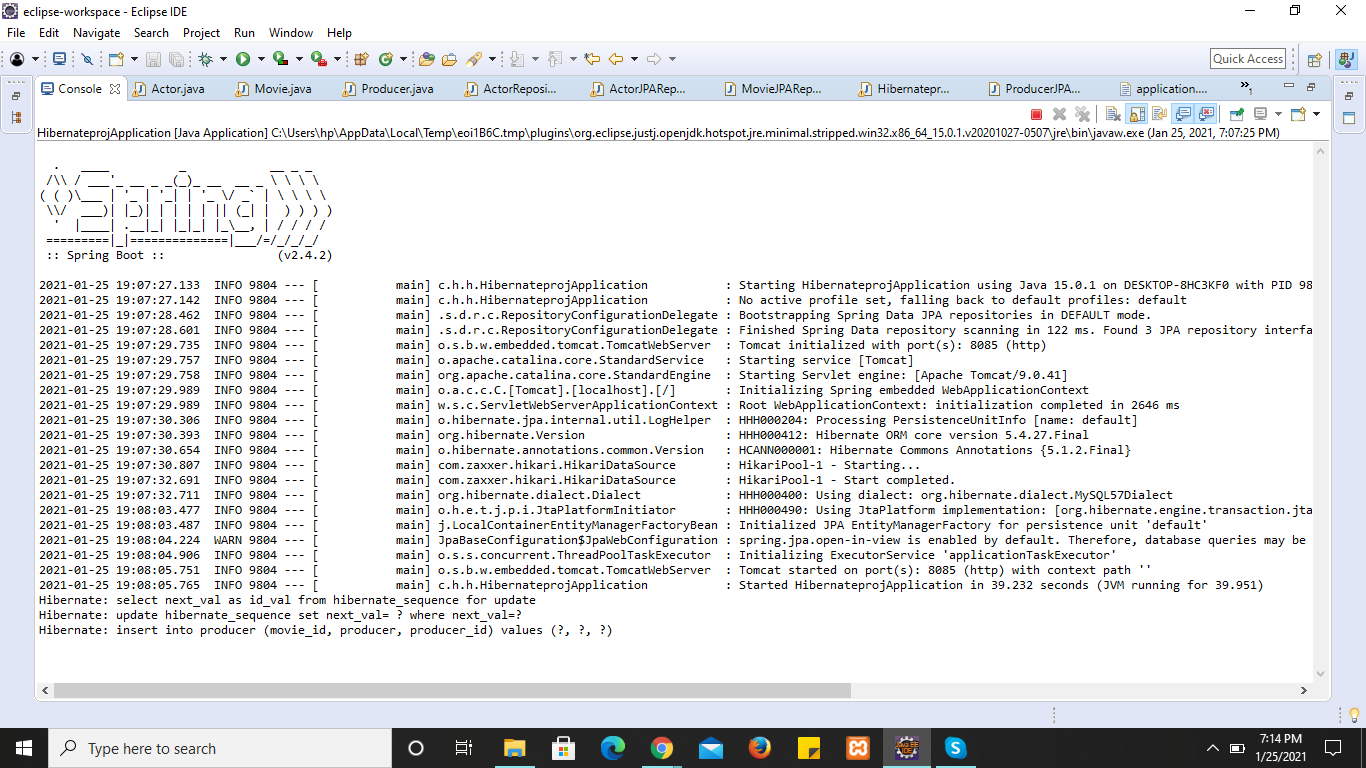 eclipse-workspace - Eclipse IDE
File Edit Navigate Search Project Run Window Help
Quick Access
Console Actor.java Movie.java Producer.java ActorReposi... ActorJPARep... MovieJPARep... Hibernatepr... ProducerJPA... application.... »1
HibernateprojApplication [Java Application] C:\Users\hp\AppData\Local\Temp\eoi1B6C.tmp\plugins\org.eclipse.justj.openjdk.hotspot.jre.minimal.stripped.win32.x86_64_15.0.1.v20201027-0507\jre\bin\javaw.exe (Jan 25, 2021, 7:07:25 PM)
  .   ____          _            __ _ _
 /\\ / ___'_ __ _ _(_)_ __  __ _ \ \ \ \
( ( )\___ | '_ | '_| | '_ \/ _` | \ \ \ \
 \\/  ___)| |_)| | | | | || (_| |  ) ) ) )
  '  |____| .__|_| |_|_| |_\__, | / / / /
 =========|_|==============|___/=/_/_/_/
 :: Spring Boot ::                (v2.4.2)
2021-01-25 19:07:27.133  INFO 9804 --- [           main] c.h.h.HibernateprojApplication           : Starting HibernateprojApplication using Java 15.0.1 on DESKTOP-8HC3KF0 with PID 98
2021-01-25 19:07:27.142  INFO 9804 --- [           main] c.h.h.HibernateprojApplication           : No active profile set, falling back to default profiles: default
2021-01-25 19:07:28.462  INFO 9804 --- [           main] .s.d.r.c.RepositoryConfigurationDelegate : Bootstrapping Spring Data JPA repositories in DEFAULT mode.
2021-01-25 19:07:28.601  INFO 9804 --- [           main] .s.d.r.c.RepositoryConfigurationDelegate : Finished Spring Data repository scanning in 122 ms. Found 3 JPA repository interfa
2021-01-25 19:07:29.735  INFO 9804 --- [           main] o.s.b.w.embedded.tomcat.TomcatWebServer  : Tomcat initialized with port(s): 8085 (http)
2021-01-25 19:07:29.757  INFO 9804 --- [           main] o.apache.catalina.core.StandardService   : Starting service [Tomcat]
2021-01-25 19:07:29.758  INFO 9804 --- [           main] org.apache.catalina.core.StandardEngine  : Starting Servlet engine: [Apache Tomcat/9.0.41]
2021-01-25 19:07:29.989  INFO 9804 --- [           main] o.a.c.c.C.[Tomcat].[localhost].[/]       : Initializing Spring embedded WebApplicationContext
2021-01-25 19:07:29.989  INFO 9804 --- [           main] w.s.c.ServletWebServerApplicationContext : Root WebApplicationContext: initialization completed in 2646 ms
2021-01-25 19:07:30.306  INFO 9804 --- [           main] o.hibernate.jpa.internal.util.LogHelper  : HHH000204: Processing PersistenceUnitInfo [name: default]
2021-01-25 19:07:30.393  INFO 9804 --- [           main] org.hibernate.Version                    : HHH000412: Hibernate ORM core version 5.4.27.Final
2021-01-25 19:07:30.654  INFO 9804 --- [           main] o.hibernate.annotations.common.Version   : HCANN000001: Hibernate Commons Annotations {5.1.2.Final}
2021-01-25 19:07:30.807  INFO 9804 --- [           main] com.zaxxer.hikari.HikariDataSource       : HikariPool-1 - Starting...
2021-01-25 19:07:32.691  INFO 9804 --- [           main] com.zaxxer.hikari.HikariDataSource       : HikariPool-1 - Start completed.
2021-01-25 19:07:32.711  INFO 9804 --- [           main] org.hibernate.dialect.Dialect            : HHH000400: Using dialect: org.hibernate.dialect.MySQL57Dialect
2021-01-25 19:08:03.477  INFO 9804 --- [           main] o.h.e.t.j.p.i.JtaPlatformInitiator       : HHH000490: Using JtaPlatform implementation: [org.hibernate.engine.transaction.jta
2021-01-25 19:08:03.487  INFO 9804 --- [           main] j.LocalContainerEntityManagerFactoryBean : Initialized JPA EntityManagerFactory for persistence unit 'default'
2021-01-25 19:08:04.224  WARN 9804 --- [           main] JpaBaseConfiguration$JpaWebConfiguration : spring.jpa.open-in-view is enabled by default. Therefore, database queries may be
2021-01-25 19:08:04.906  INFO 9804 --- [           main] o.s.s.concurrent.ThreadPoolTaskExecutor  : Initializing ExecutorService 'applicationTaskExecutor'
2021-01-25 19:08:05.751  INFO 9804 --- [           main] o.s.b.w.embedded.tomcat.TomcatWebServer  : Tomcat started on port(s): 8085 (http) with context path ''
2021-01-25 19:08:05.765  INFO 9804 --- [           main] c.h.h.HibernateprojApplication           : Started HibernateprojApplication in 39.232 seconds (JVM running for 39.951)
Hibernate: select next_val as id_val from hibernate_sequence for update
Hibernate: update hibernate_sequence set next_val= ? where next_val=?
Hibernate: insert into producer (movie_id, producer, producer_id) values (?, ?, ?)
Type here to search
7:14 PM
1/25/2021